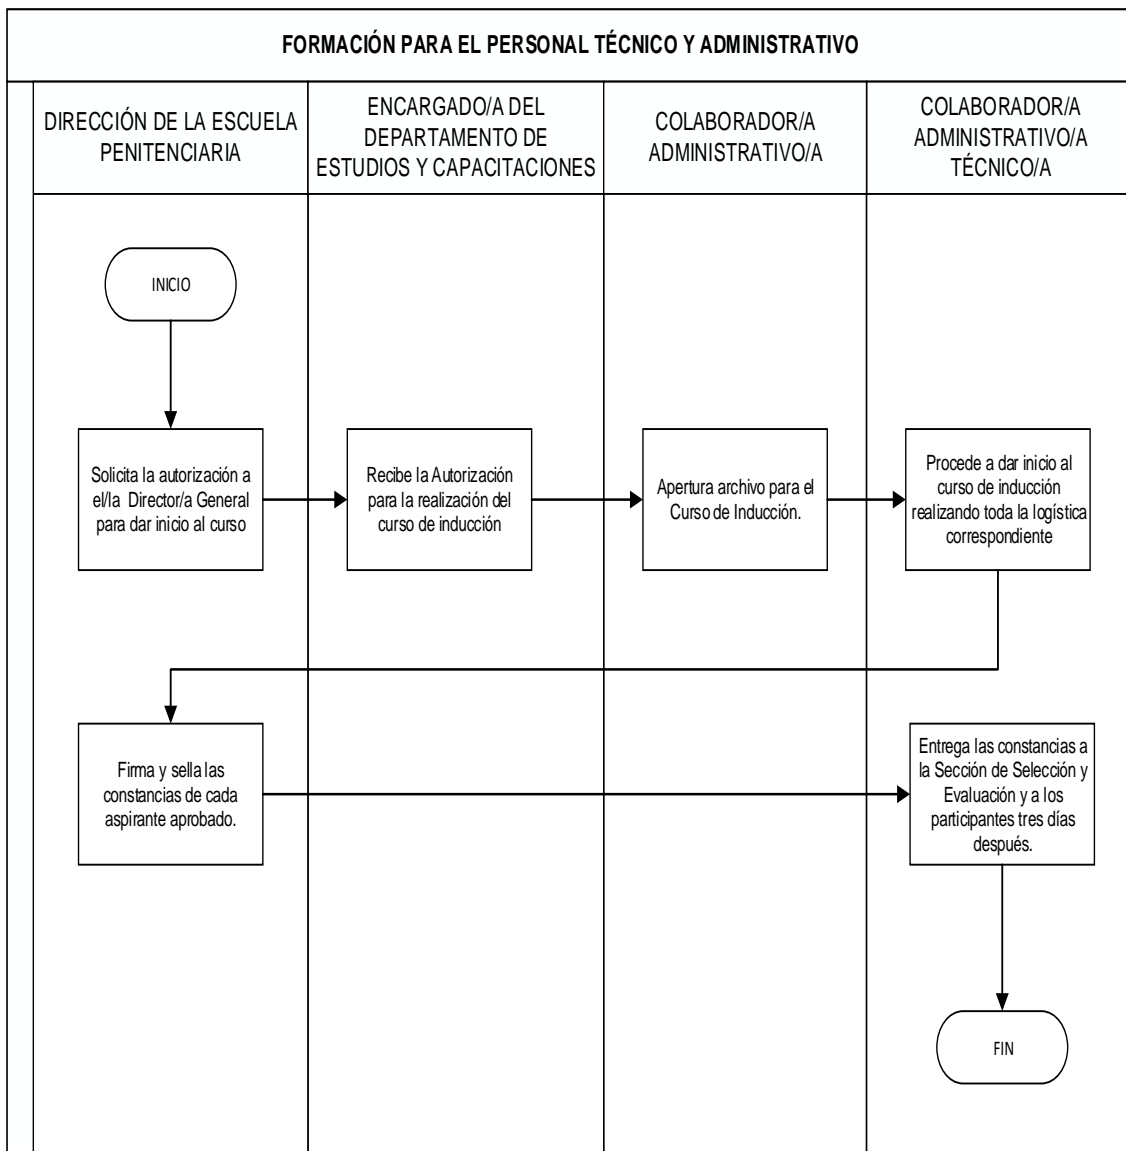 FORMACIÓN PARA EL PERSONAL TÉCNICO Y ADMINISTRATIVO
DIRECCIÓN DE LA ESCUELA
PENITENCIARIA
ENCARGADO/A DEL
DEPARTAMENTO DE
ESTUDIOS Y CAPACITACIONES
COLABORADOR/A
ADMINISTRATIVO/A
COLABORADOR/A
ADMINISTRATIVO/A
TÉCNICO/A
INICIO
Solicita la autorización a
el/la Director/a General
para dar inicio al curso
Recibe la Autorización
para la realización del
curso de inducción
Apertura archivo para el
Curso de Inducción.
Procede a dar inicio al
curso de inducción
realizando toda la logística
correspondiente
Firma y sella las
constancias de cada
aspirante aprobado.
Entrega las constancias a
la Sección de Selección y
Evaluación y a los
participantes tres días
después.
FIN